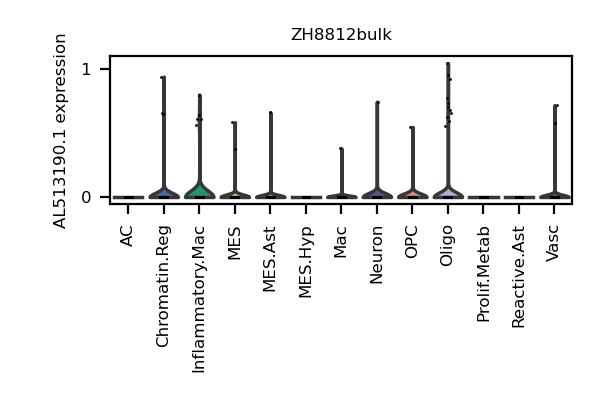 ZH8812bulk
AL513190.1 expression
1
0
AC
Chromatin.Reg
Inflammatory.Mac
MES
MES.Ast
MES.Hyp
Mac
Neuron
OPC
Oligo
Prolif.Metab
Reactive.Ast
Vasc